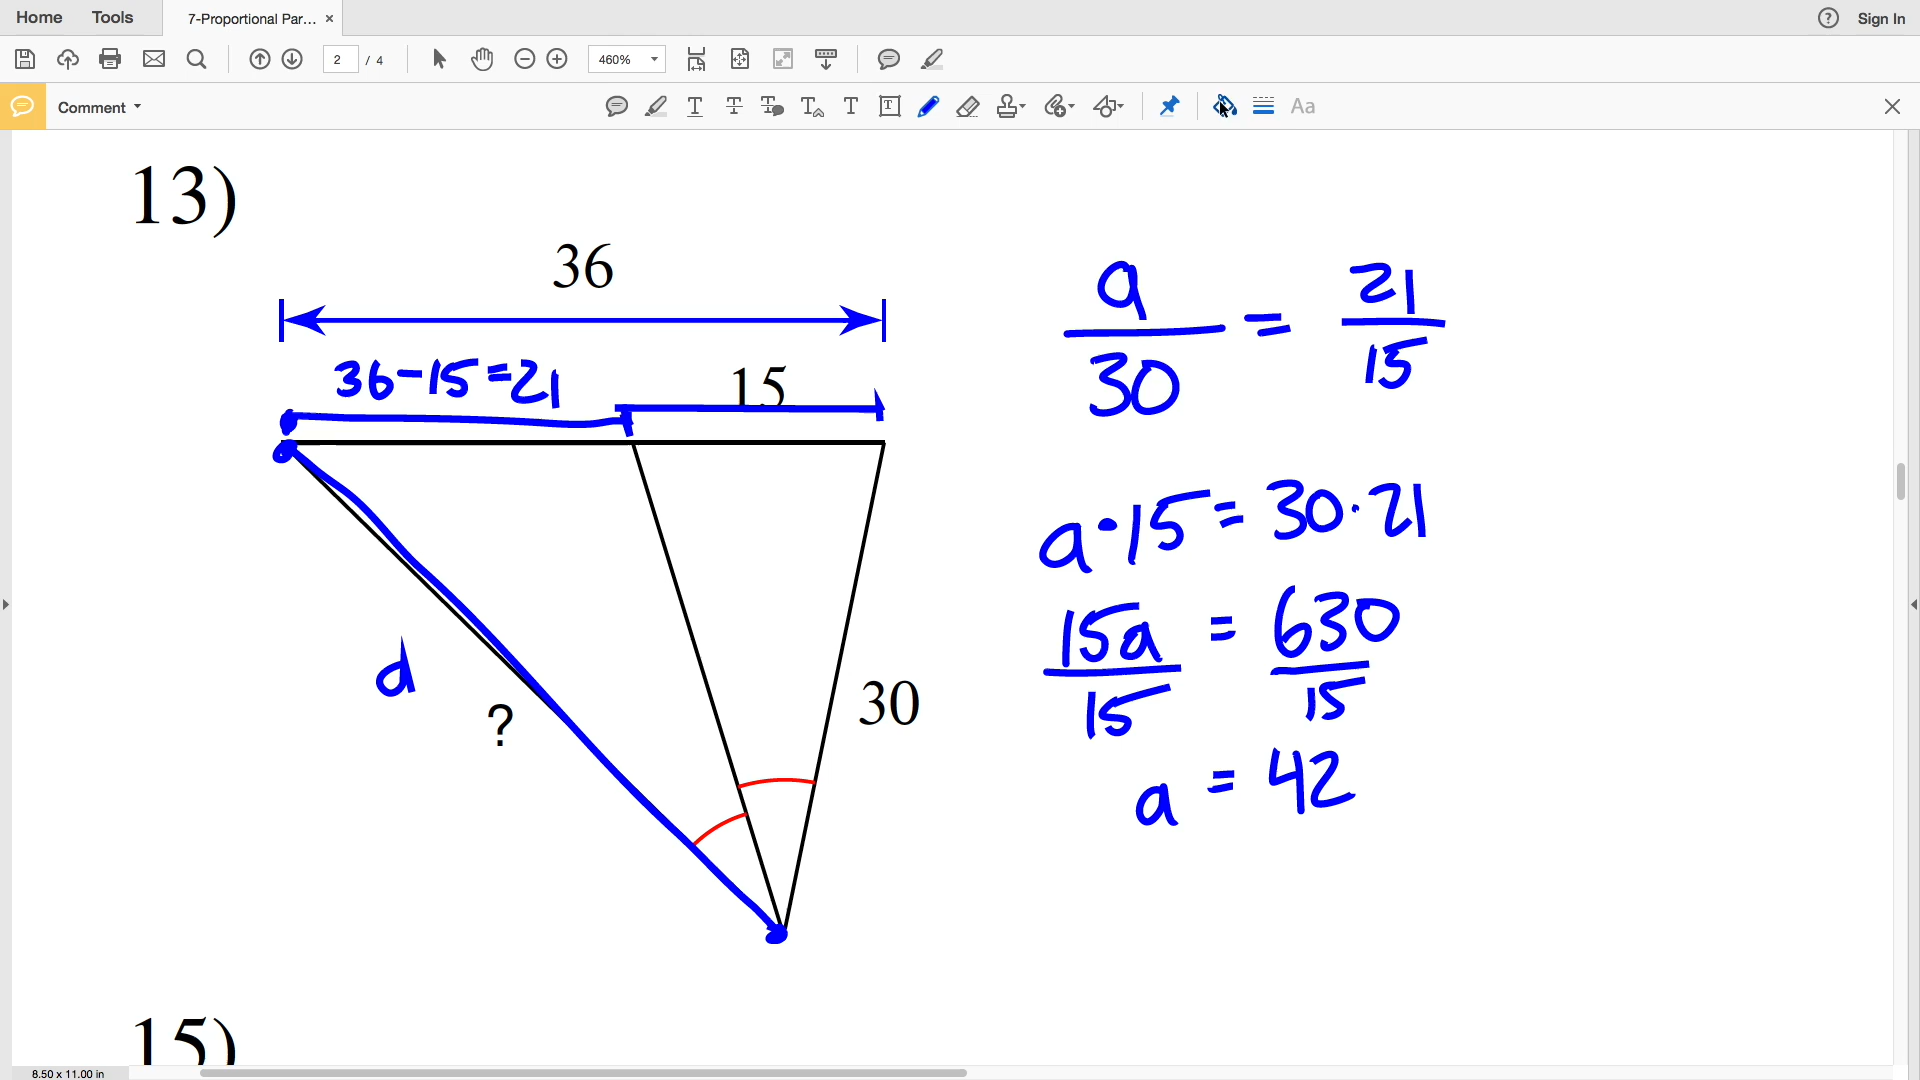 Home Tools 7-Proportional Par... × Sign In
2 / 4 460%
Comment Aa
13)
36
36-15=21
15
d
?
30
a/30 = 21/15
a·15 = 30·21
15a/15 = 630/15
a = 42
15)
8.50 x 11.00 in